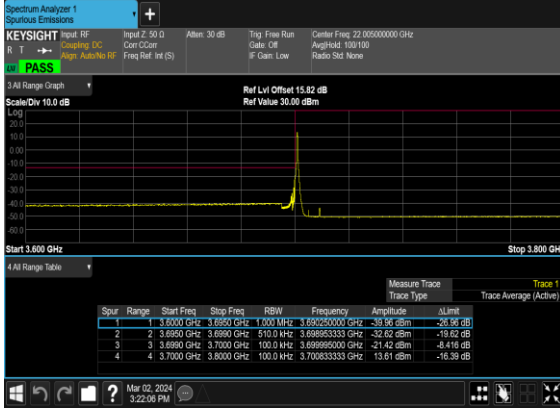 Spectrum Analyzer 1
Spurious Emissions
KEYSIGHT
R T
LXI PASS
Input: RF
Coupling: DC
Align: Auto/No RF
Input Z: 50 Ω
Corr CCorr
Freq Ref: Int (S)
Atten: 30 dB
Trig: Free Run
Gate: Off
IF Gain: Low
Center Freq: 22.005000000 GHz
Avg|Hold: 100/100
Radio Std: None
3 All Range Graph
Scale/Div 10.0 dB
Ref Lvl Offset 15.82 dB
Ref Value 30.00 dBm
Log
20.0
10.0
0.00
-10.0
-20.0
-30.0
-40.0
-50.0
-60.0
Start 3.600 GHz
Stop 3.800 GH
4 All Range Table
Measure Trace Trace 1
Trace Type Trace Average (Active)
Spur Range Start Freq Stop Freq RBW Frequency Amplitude ΔLimit
1 1 3.6000 GHz 3.6950 GHz 1.000 MHz 3.690250000 GHz -39.96 dBm -26.96 dB
2 2 3.6950 GHz 3.6990 GHz 510.0 kHz 3.698953333 GHz -32.62 dBm -19.62 dB
3 3 3.6990 GHz 3.7000 GHz 100.0 kHz 3.699995000 GHz -21.42 dBm -8.416 dB
4 4 3.7000 GHz 3.8000 GHz 100.0 kHz 3.700833333 GHz 13.61 dBm -16.39 dB
?
Mar 02, 2024
3:22:06 PM